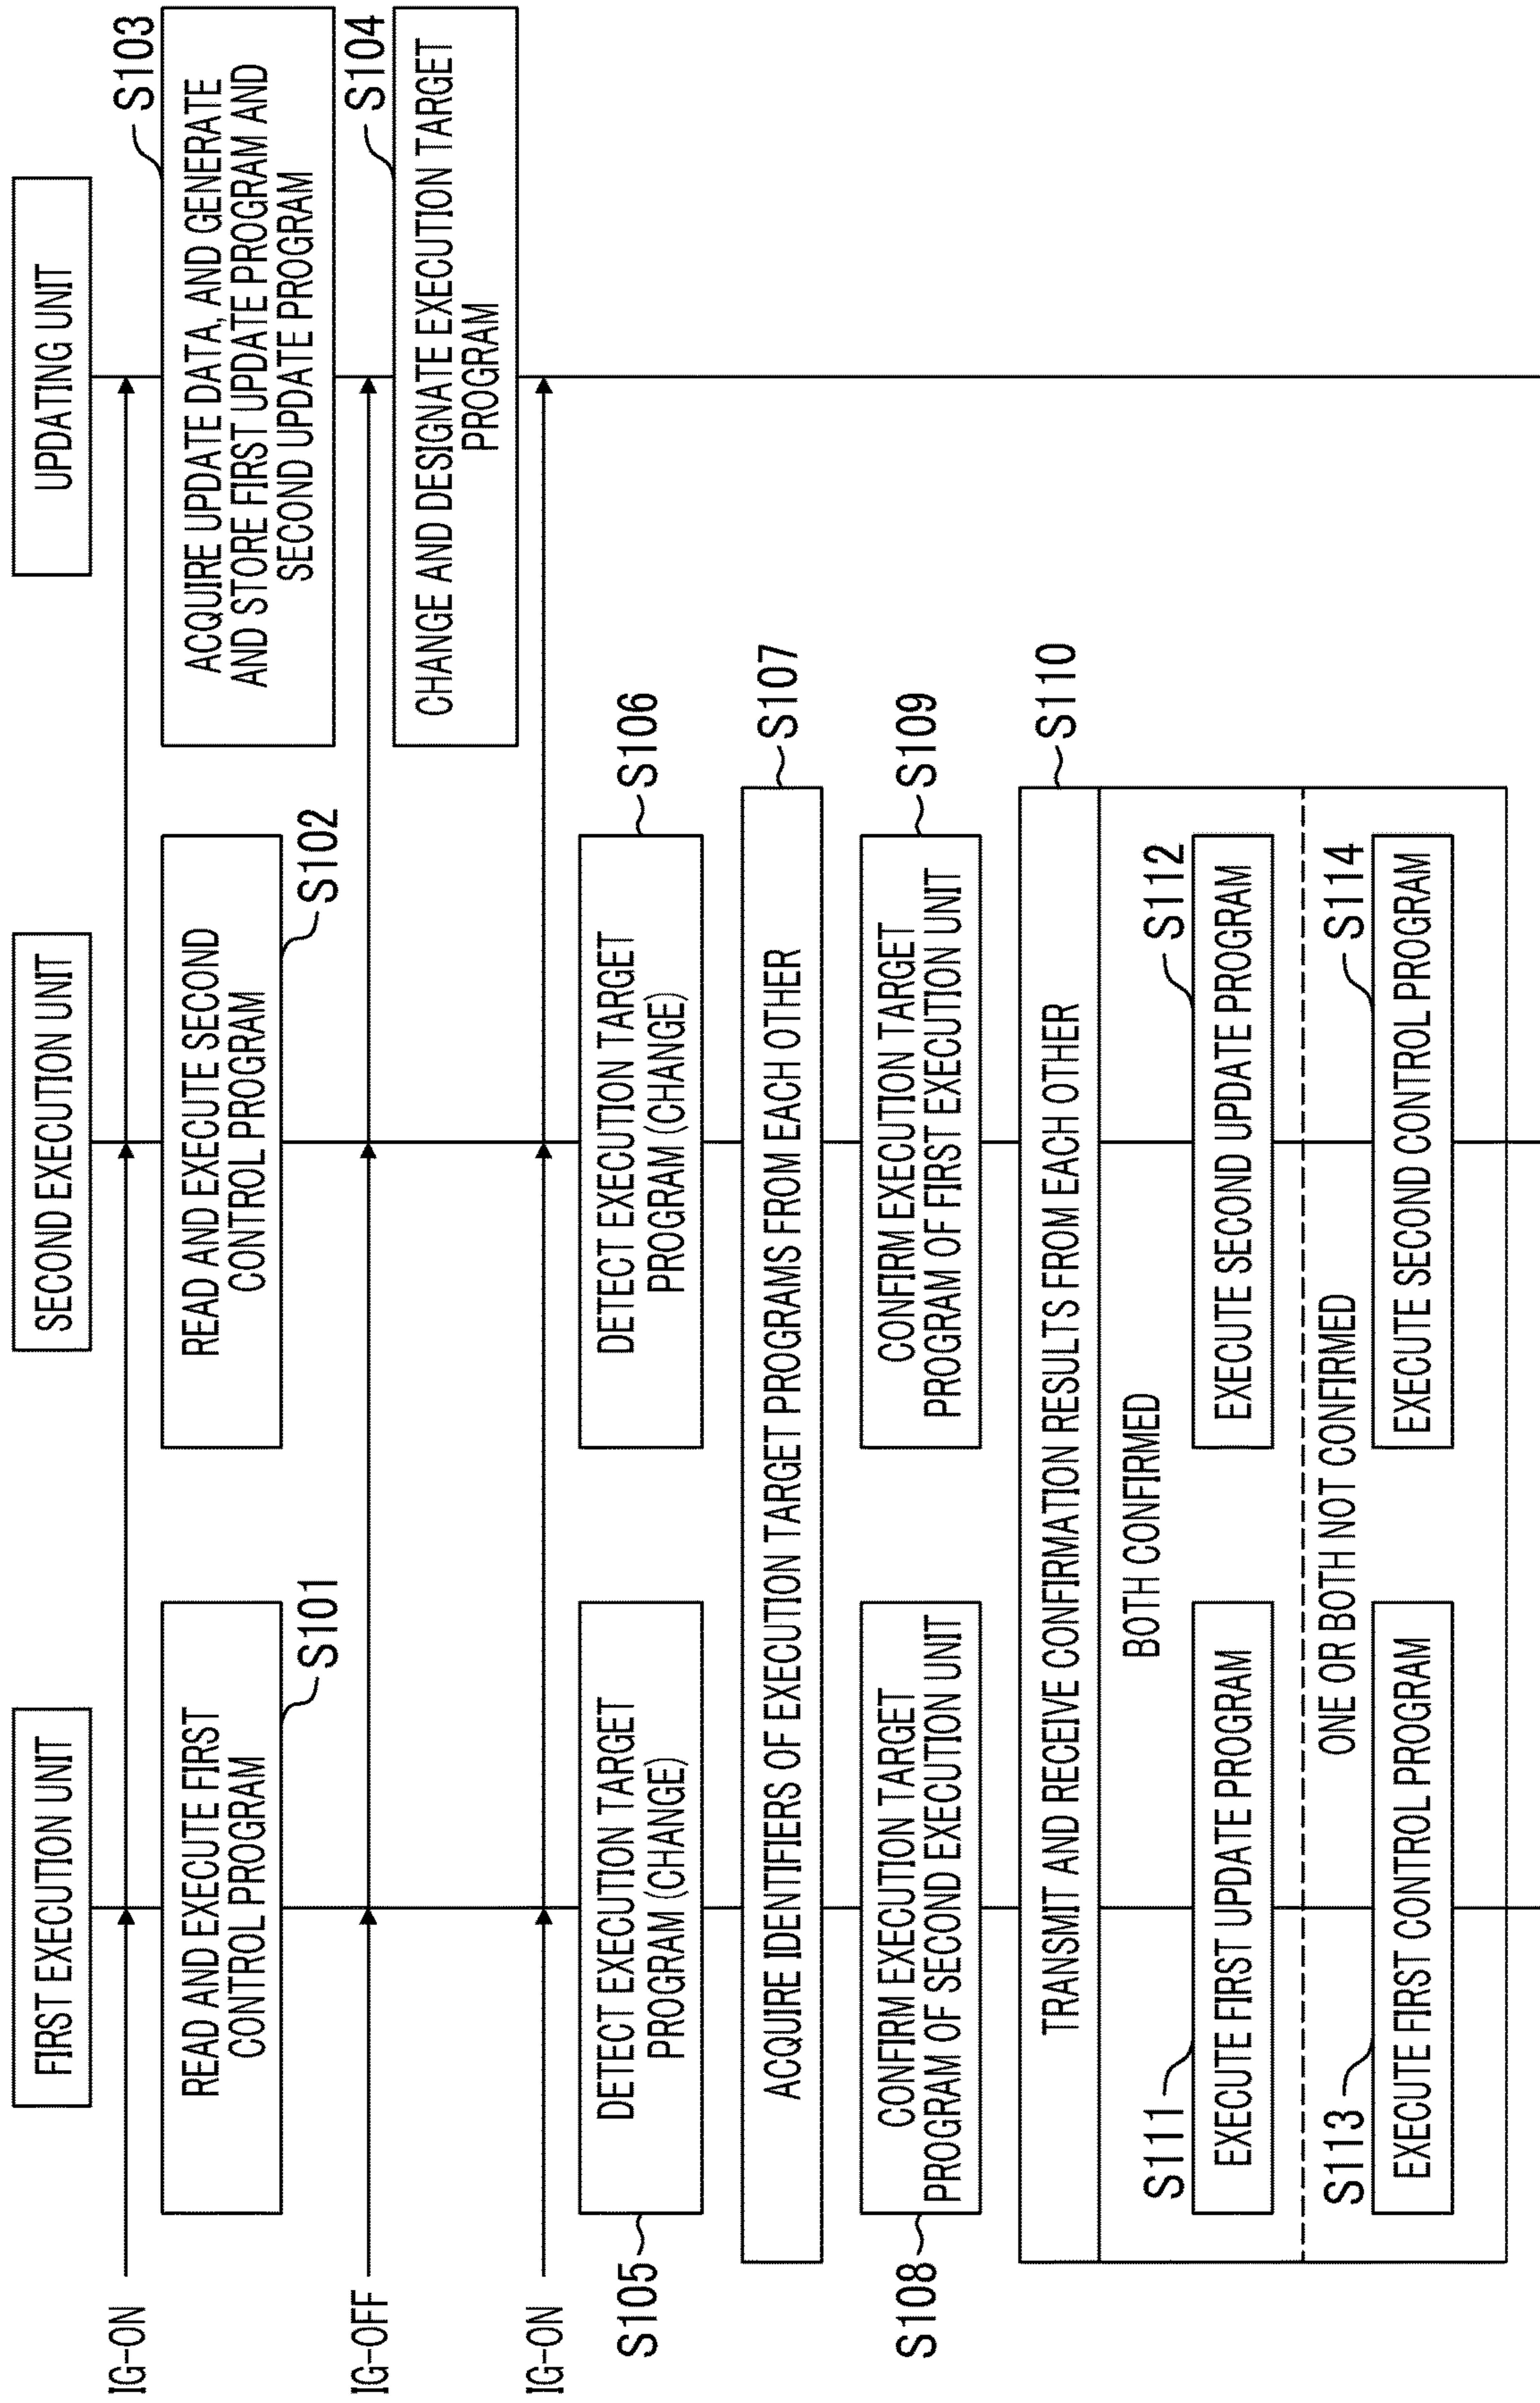 FIRST EXECUTION UNIT
SECOND EXECUTION UNIT
UPDATING UNIT
IG-ON
READ AND EXECUTE FIRST
CONTROL PROGRAM
S101
READ AND EXECUTE SECOND
CONTROL PROGRAM
S102
ACQUIRE UPDATE DATA, AND GENERATE
AND STORE FIRST UPDATE PROGRAM AND
SECOND UPDATE PROGRAM
S103
IG-OFF
CHANGE AND DESIGNATE EXECUTION TARGET
PROGRAM
S104
IG-ON
S105
DETECT EXECUTION TARGET
PROGRAM (CHANGE)
DETECT EXECUTION TARGET
PROGRAM (CHANGE)
S106
ACQUIRE IDENTIFIERS OF EXECUTION TARGET PROGRAMS FROM EACH OTHER
S107
S108
CONFIRM EXECUTION TARGET
PROGRAM OF SECOND EXECUTION UNIT
CONFIRM EXECUTION TARGET
PROGRAM OF FIRST EXECUTION UNIT
S109
TRANSMIT AND RECEIVE CONFIRMATION RESULTS FROM EACH OTHER
S110
BOTH CONFIRMED
S111
EXECUTE FIRST UPDATE PROGRAM
EXECUTE SECOND UPDATE PROGRAM
S112
ONE OR BOTH NOT CONFIRMED
S113
EXECUTE FIRST CONTROL PROGRAM
EXECUTE SECOND CONTROL PROGRAM
S114